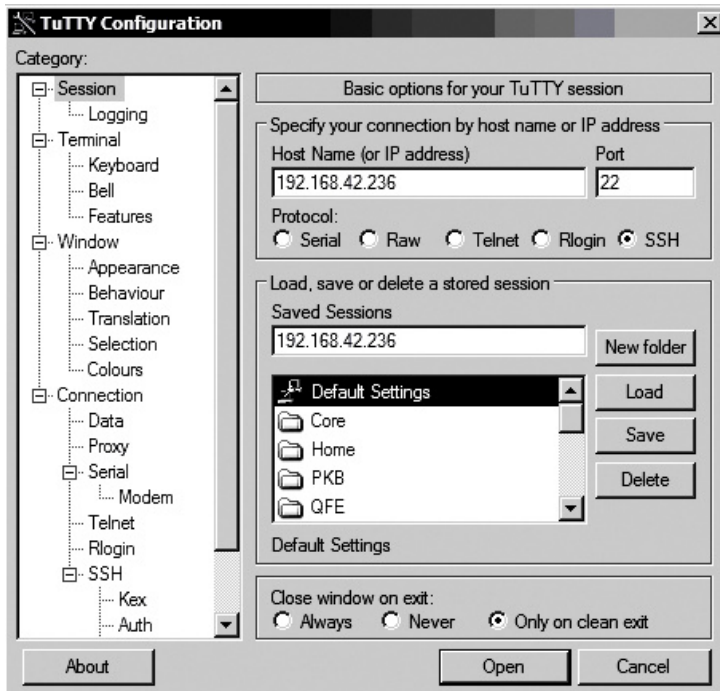 TuTTY Configuration
Category:
Session
Logging
Terminal
Keyboard
Bell
Features
Window
Appearance
Behaviour
Translation
Selection
Colours
Connection
Data
Proxy
Serial
Modem
Telnet
Rlogin
SSH
Kex
Auth
Basic options for your TuTTY session
Specify your connection by host name or IP address
Host Name (or IP address) Port
192.168.42.236 22
Protocol:
Serial Raw Telnet Rlogin SSH
Load, save or delete a stored session
Saved Sessions
192.168.42.236
New folder
Default Settings
Core
Home
PKB
QFE
Load
Save
Delete
Default Settings
Close window on exit:
Always Never Only on clean exit
About Open Cancel